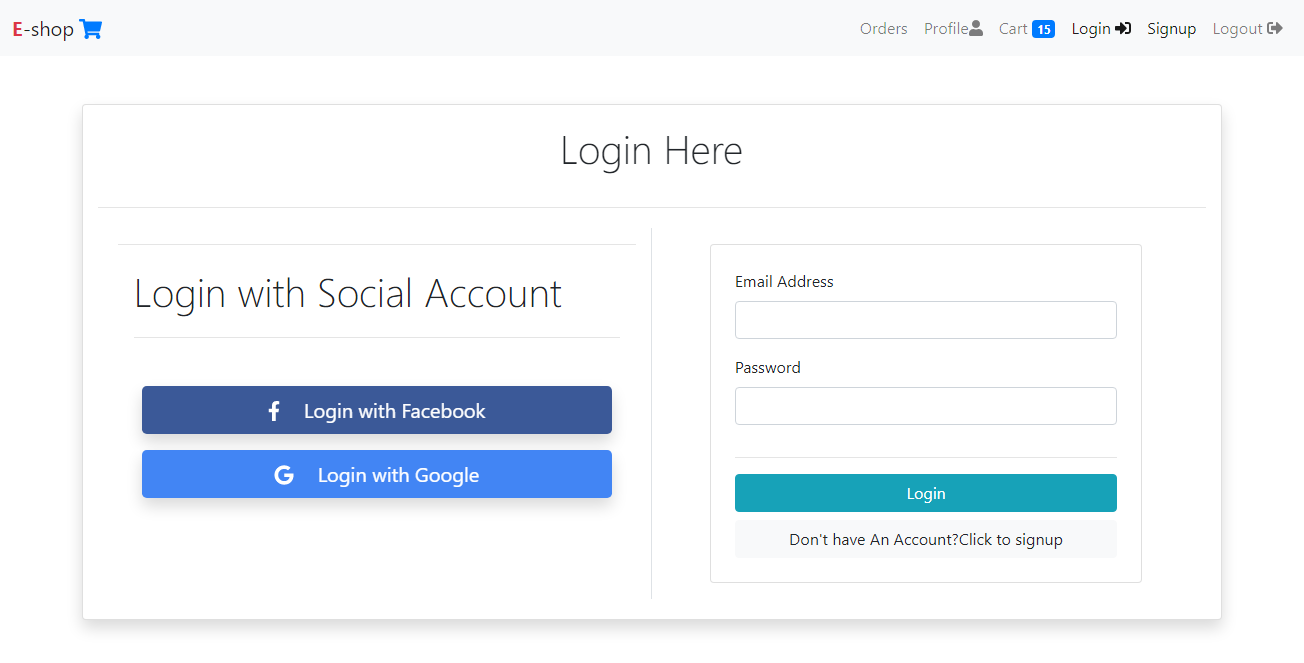 E-shop Orders Profile Cart 15 Login Signup Logout
Login Here
Login with Social Account
Login with Facebook
Login with Google
Email Address
Password
Login
Don't have An Account?Click to signup